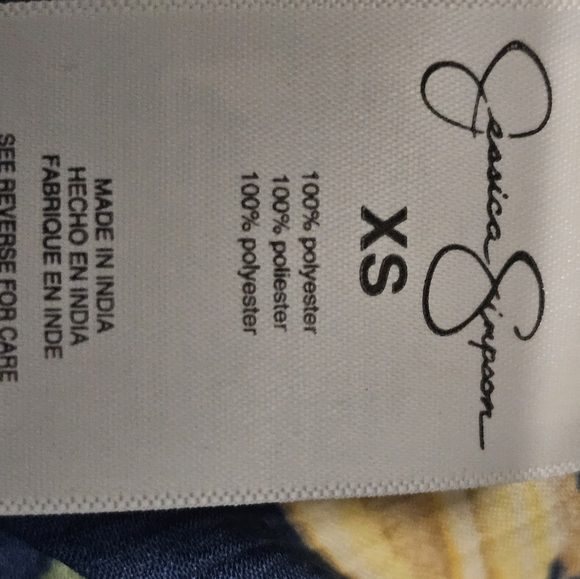 Jessica Simpson
XS
100% polyester
100% poliester
100% polyester
MADE IN INDIA
HECHO EN INDIA
FABRIQUE EN INDE
SEE REVERSE FOR CARE